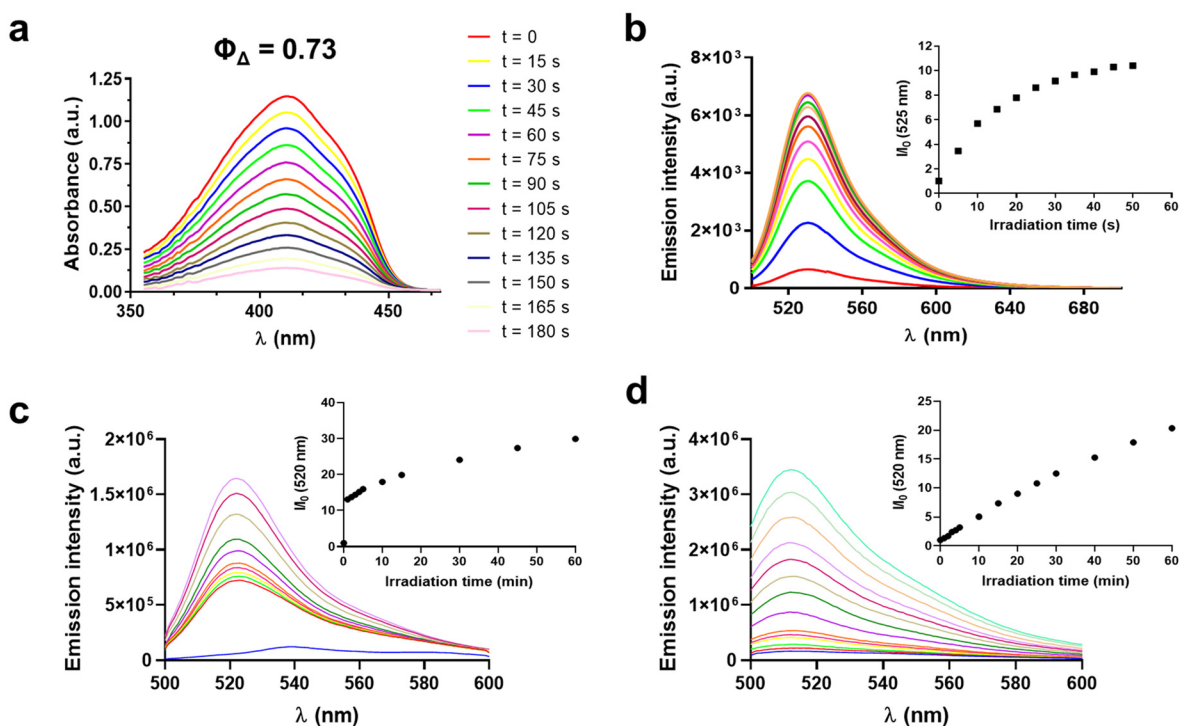 a
Φ_Δ = 0.73
t = 0
t = 15 s
t = 30 s
t = 45 s
t = 60 s
t = 75 s
t = 90 s
t = 105 s
t = 120 s
t = 135 s
t = 150 s
t = 165 s
t = 180 s
Absorbance (a.u.)
1.25
1.00
0.75
0.50
0.25
0.00
350
400
450
λ (nm)
b
Emission intensity (a.u.)
8×10³
6×10³
4×10³
2×10³
0
520
560
600
640
680
λ (nm)
I/I₀ (525 nm)
12
10
8
6
4
2
0
0
10
20
30
40
50
60
Irradiation time (s)
c
Emission intensity (a.u.)
2×10⁶
1.5×10⁶
1×10⁶
5×10⁵
0
500
520
540
560
580
600
λ (nm)
I/I₀ (520 nm)
40
30
20
10
0
0
10
20
30
40
50
60
Irradiation time (min)
d
Emission intensity (a.u.)
4×10⁶
3×10⁶
2×10⁶
1×10⁶
0
500
520
540
560
580
600
λ (nm)
I/I₀ (520 nm)
25
20
15
10
5
0
0
10
20
30
40
50
60
Irradiation time (min)